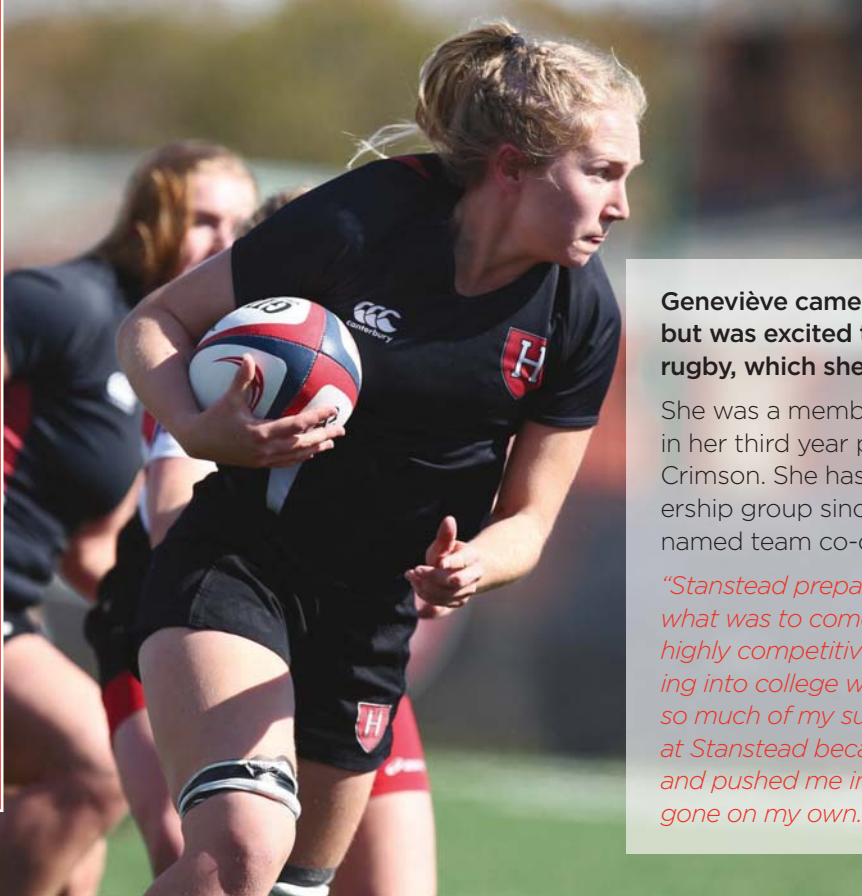 canterbury
H
H
Geneviève came
but was excited
rugby, which she
She was a memb
in her third year p
Crimson. She has
ership group sinc
named team co-c
"Stanstead prepa
what was to come
highly competitiv
ing into college w
so much of my su
at Stanstead beca
and pushed me in
gone on my own.